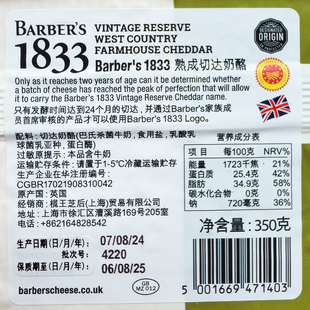 BARBER'S
1833
VINTAGE RESERVE
WEST COUNTRY
FARMHOUSE CHEDDAR
Barber's 1833 熟成切达奶酪
DESIGNATED
ORIGIN
Only as it reaches two years of age can it be determined whether
a batch of cheese has reached the peak of perfection that will
allow it to carry the Barber's 1833 Vintage Reserve Cheddar name.
只有发酵时间达到24个月的切达,并通过Barber's家族成
员首席审核的产品才可以使用Barber's 1833 Logo。
配料: 切达奶酪(巴氏杀菌牛奶, 食用盐, 乳酸乳
球菌乳亚种, 蛋白酶)
过敏原提示: 本品含牛奶
贮存条件: 请置于1-5℃冷藏运输贮存
生产企业在华注册编号:
CGBR17021908310042
原产国: 英国
经销商: 槙王芝后(上海)贸易有限公司
地址: 上海市徐汇区漕溪路169号205室
电话: +862164828542
营养成分表
项目 每100克 NRV%
能量 1723千焦 21%
蛋白质 25.4克 42%
脂肪 34.9克 58%
碳水化合物 0克 0%
钠 720毫克 36%
净含量: 350克
生产日期(日/月/年): 07/08/24
批次号: 4220
保质期至(日/月/年): 06/08/25
barberscheese.co.uk
GB
MZ 012
5 001669 471403